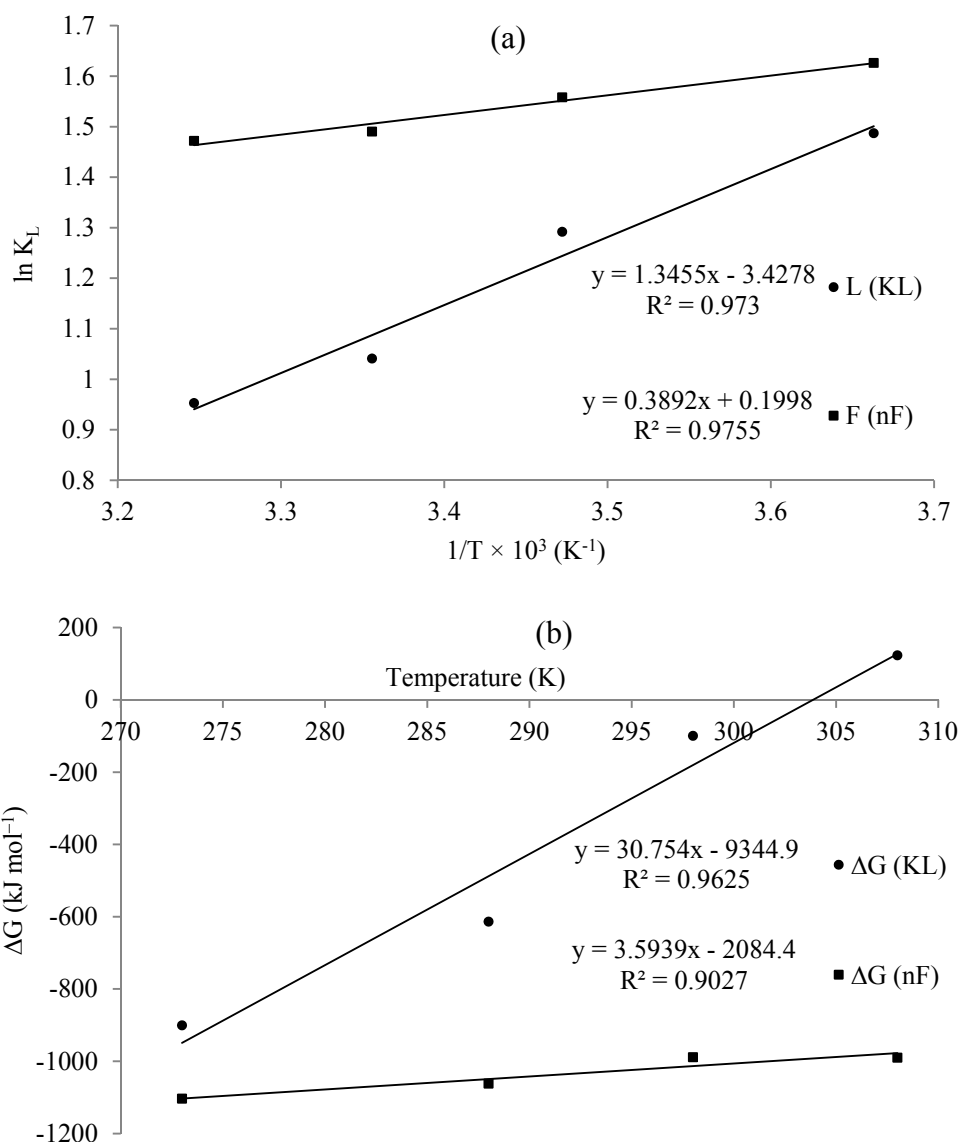 (a)
1.7
1.6
1.5
1.4
1.3
1.2
1.1
1
0.9
0.8
ln K_L
y = 1.3455x - 3.4278
R² = 0.973
L (KL)
y = 0.3892x + 0.1998
R² = 0.9755
F (nF)
3.2 3.3 3.4 3.5 3.6 3.7
1/T × 10³ (K⁻¹)
(b)
200
0
-200
-400
-600
-800
-1000
-1200
ΔG (kJ mol⁻¹)
Temperature (K)
270 275 280 285 290 295 300 305 310
y = 30.754x - 9344.9
R² = 0.9625
ΔG (KL)
y = 3.5939x - 2084.4
R² = 0.9027
ΔG (nF)